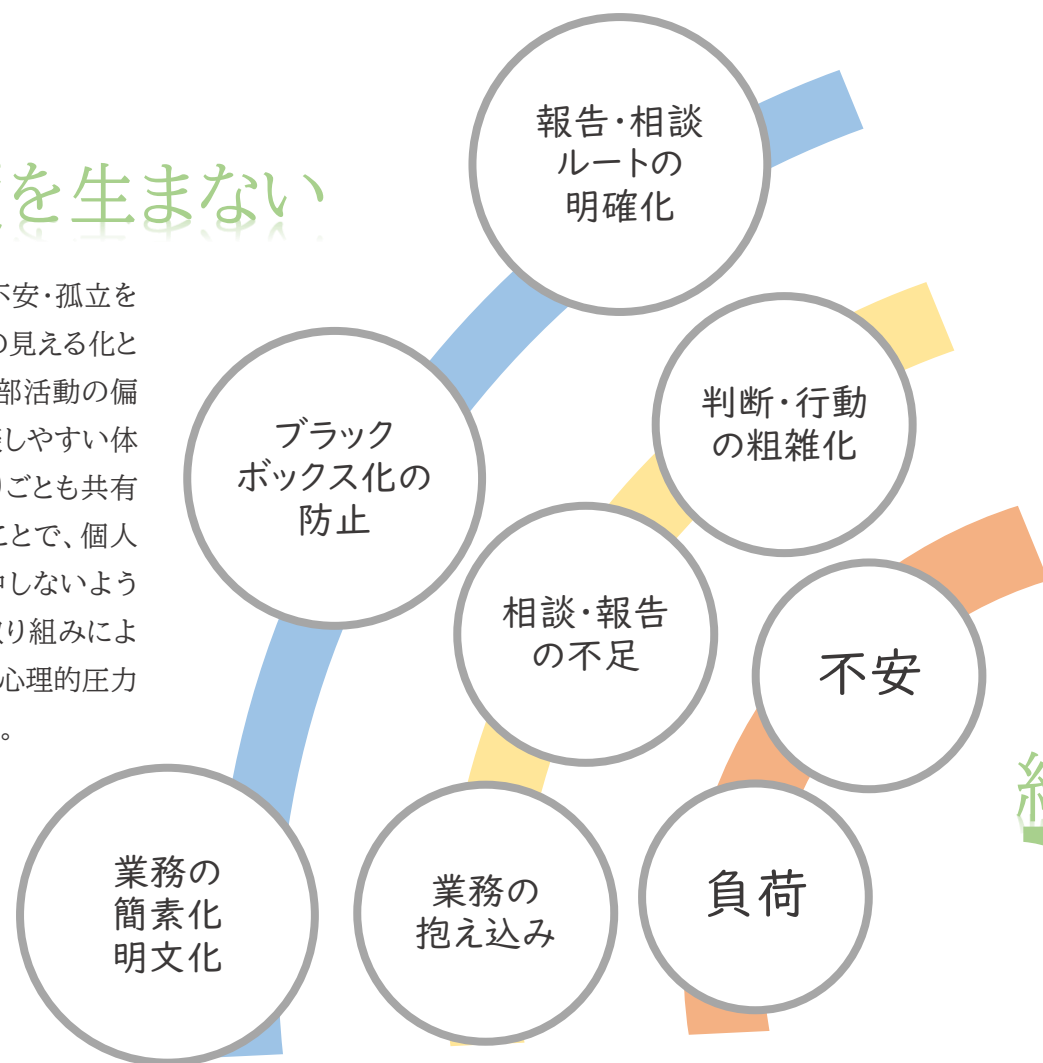 を生まない
不安・孤立を
の見える化と
部活動の偏
しやすい体
りごとも共有
ことで、個人
中しないよう
り組みによ
心理的圧力
。
報告・相談
ルートの
明確化
ブラック
ボックス化の
防止
業務の
簡素化
明文化
判断・行動
の粗雑化
相談・報告
の不足
業務の
抱え込み
不安
負荷